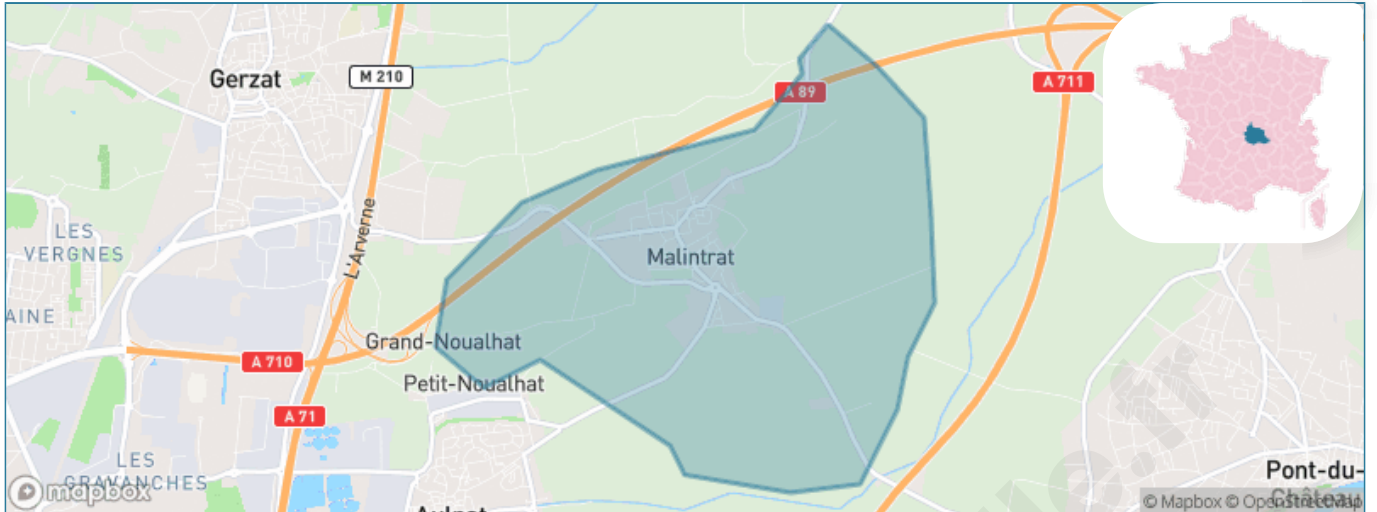 Gerzat
M 210
A 89
A 711
LES
VERGNES
L'Arverne
Malintrat
AINE
Grand-Noualhat
A 710
Petit-Noualhat
A 71
LES
GRAVANCHES
Pont-du-
Château
mapbox
© Mapbox © OpenStreetMap
Aulnat